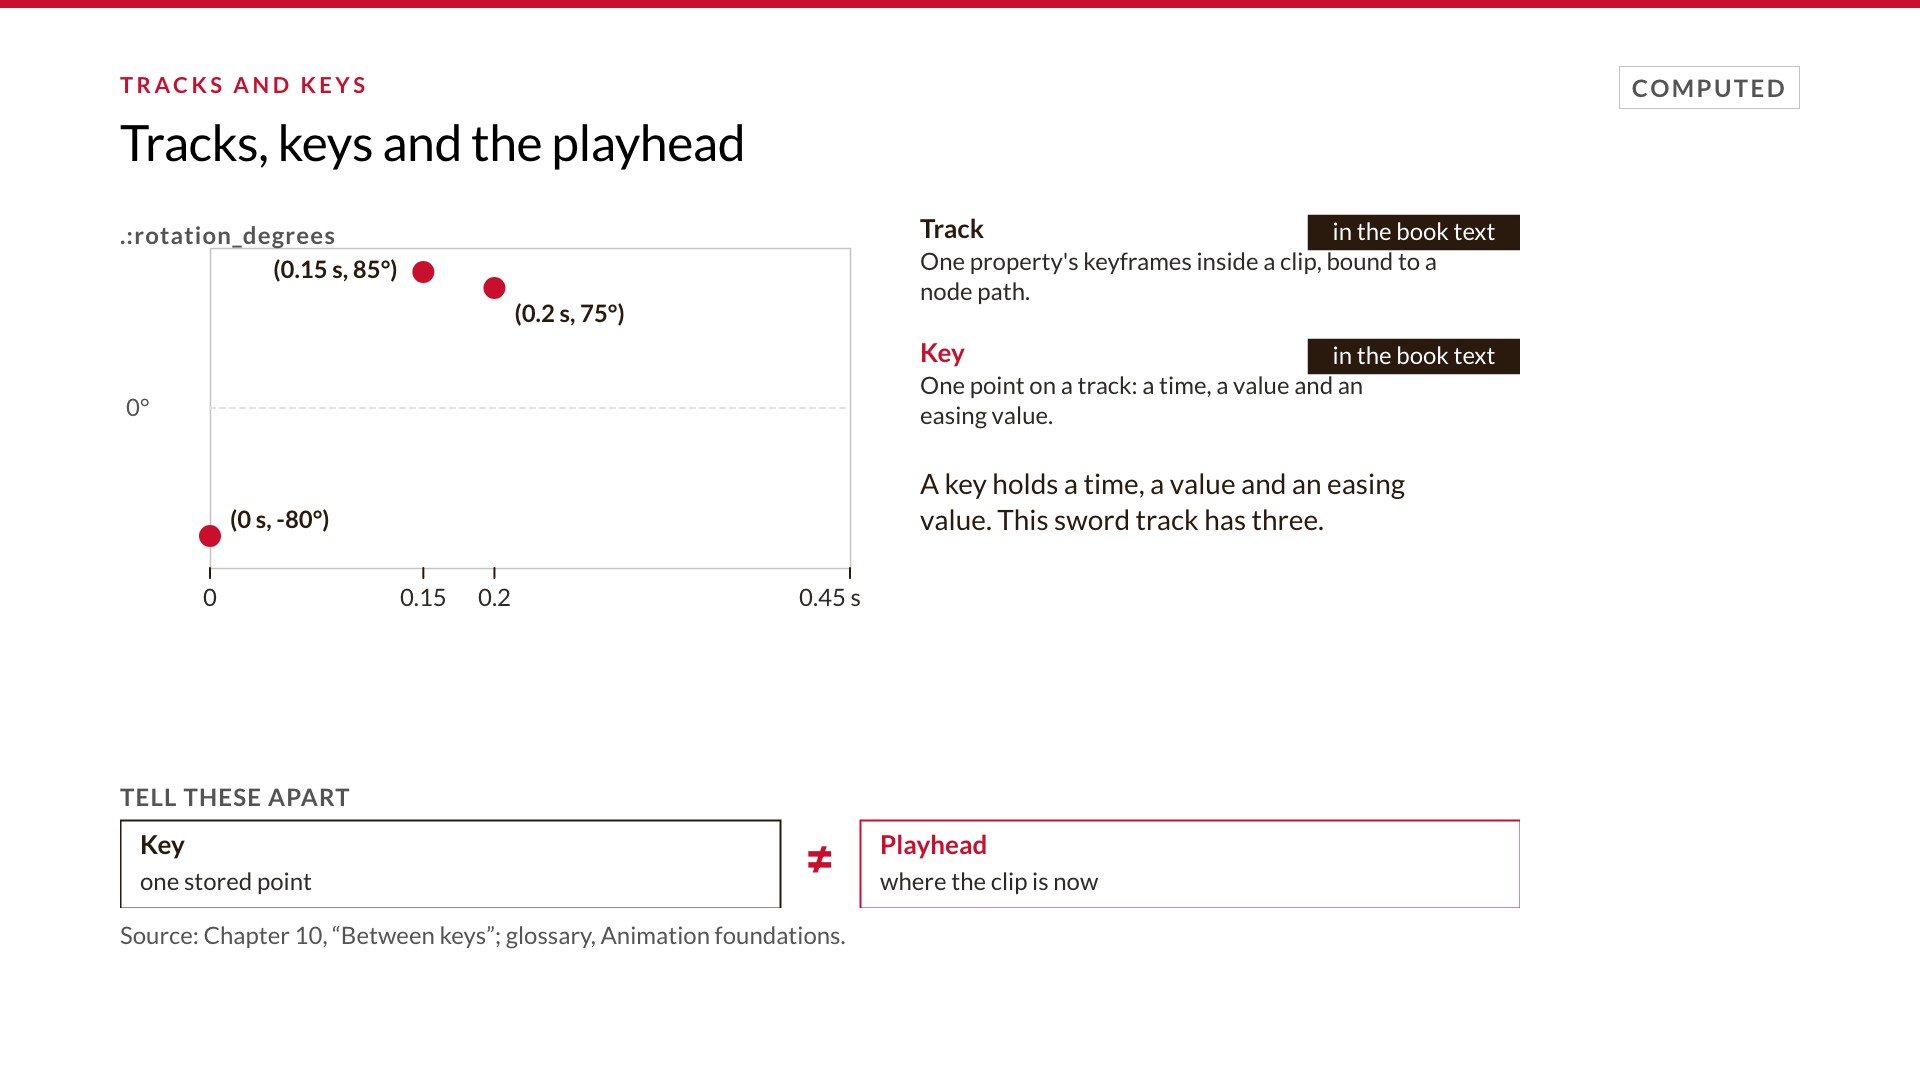 TRACKS AND KEYS
COMPUTED
Tracks, keys and the playhead
.:rotation_degrees
(0.15 s, 85°)
(0.2 s, 75°)
0°
(0 s, -80°)
0
0.15
0.2
0.45 s
Track
in the book text
One property's keyframes inside a clip, bound to a
node path.
Key
in the book text
One point on a track: a time, a value and an
easing value.
A key holds a time, a value and an easing
value. This sword track has three.
TELL THESE APART
Key
one stored point
≠
Playhead
where the clip is now
Source: Chapter 10, “Between keys”; glossary, Animation foundations.